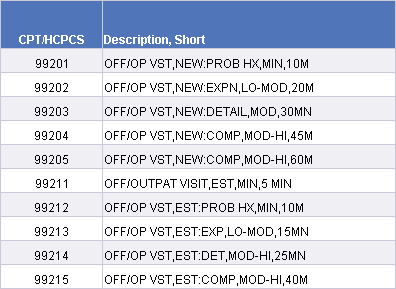 CPT/HCPCS Description, Short
99201 OFF/OP VST,NEW:PROB HX,MIN,10M
99202 OFF/OP VST,NEW:EXPN,LO-MOD,20M
99203 OFF/OP VST,NEW:DETAIL,MOD,30MN
99204 OFF/OP VST,NEW:COMP,MOD-HI,45M
99205 OFF/OP VST,NEW:COMP,MOD-HI,60M
99211 OFF/OUTPAT VISIT,EST,MIN,5 MIN
99212 OFF/OP VST,EST:PROB HX,MIN,10M
99213 OFF/OP VST,EST:EXP,LO-MOD,15MN
99214 OFF/OP VST,EST:DET,MOD-HI,25MN
99215 OFF/OP VST,EST:COMP,MOD-HI,40M